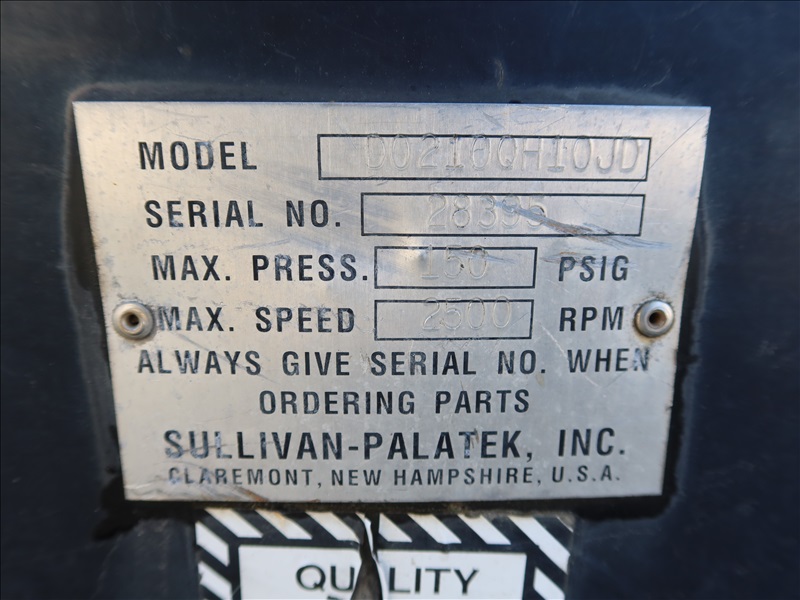 MODEL D0210QH10JD
SERIAL NO. 28395
MAX. PRESS. 150 PSIG
MAX. SPEED 2500 RPM
ALWAYS GIVE SERIAL NO. WHEN
ORDERING PARTS
SULLIVAN-PALATEK, INC.
CLAREMONT, NEW HAMPSHIRE, U.S.A.
QUALITY